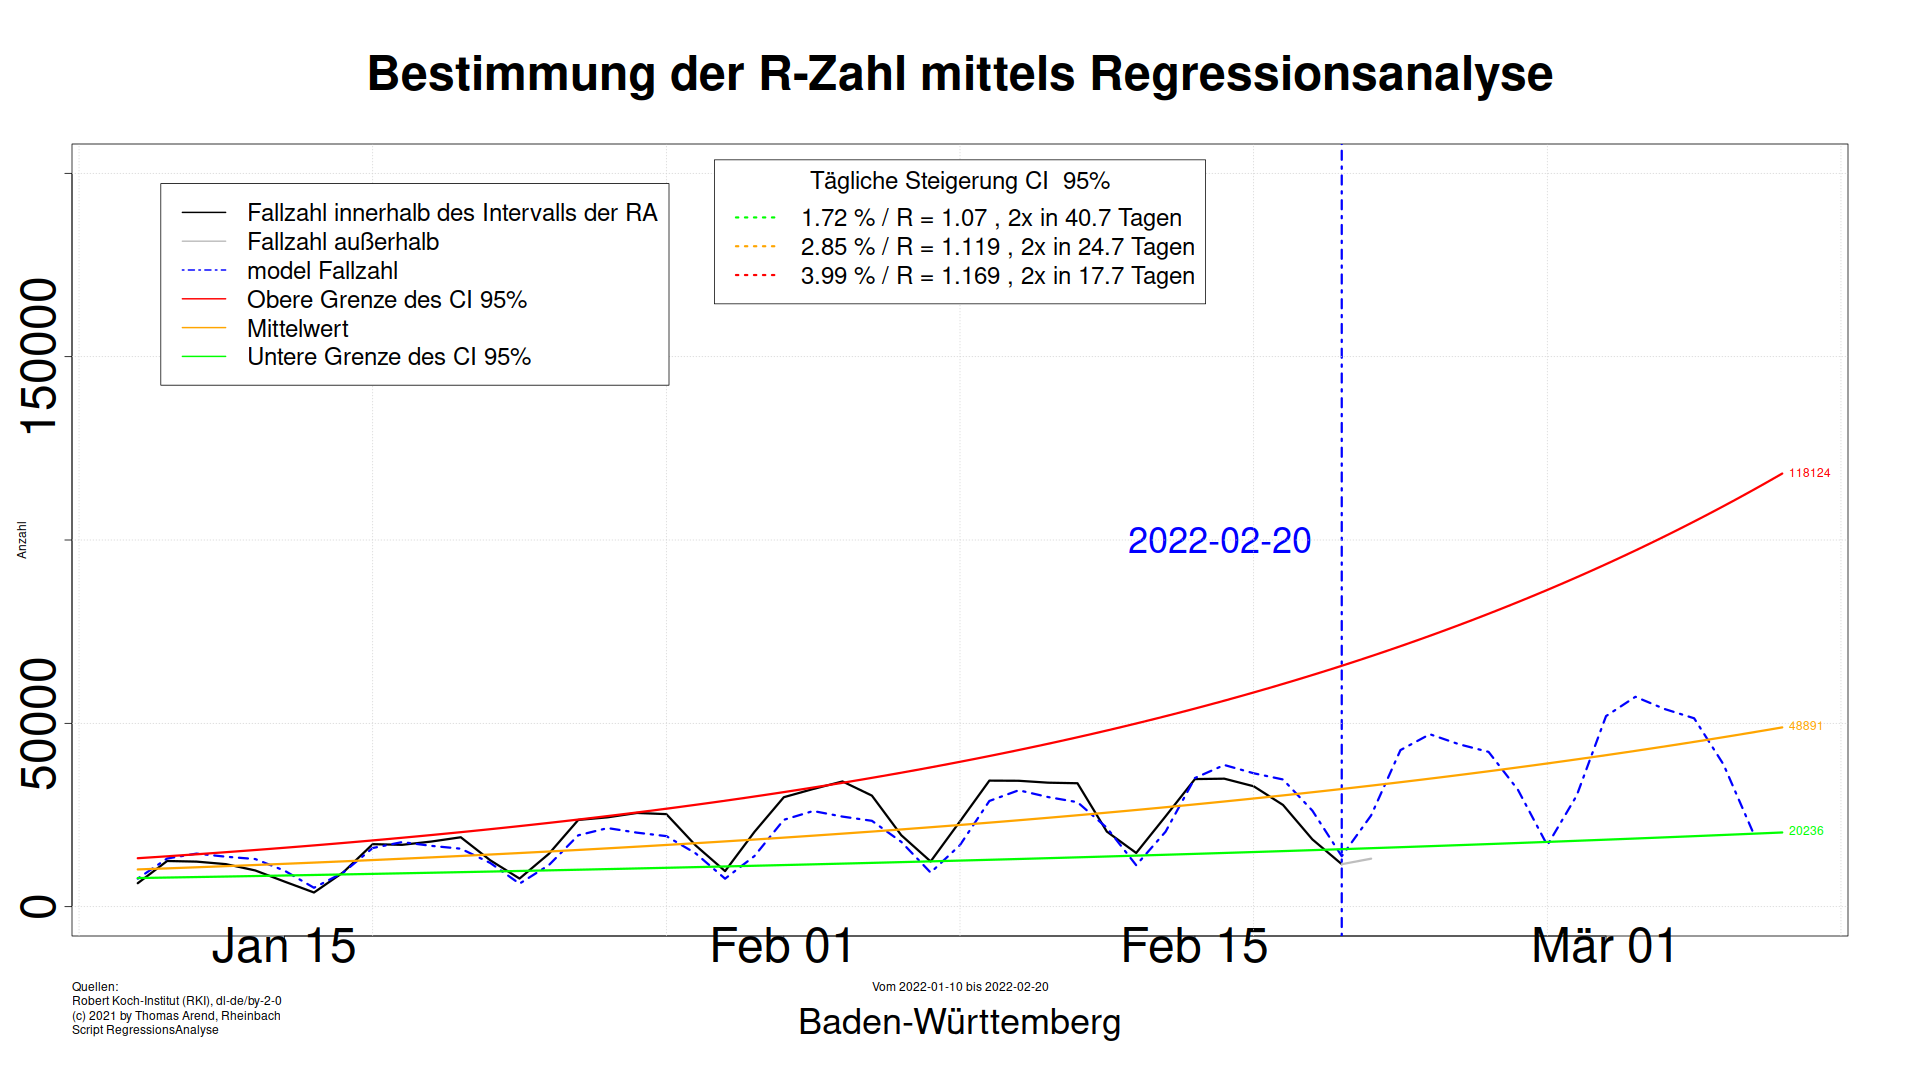 Bestimmung der R-Zahl mittels Regressionsanalyse
Fallzahl innerhalb des Intervalls der RA
Fallzahl außerhalb
model Fallzahl
Obere Grenze des CI 95%
Mittelwert
Untere Grenze des CI 95%
Tägliche Steigerung CI  95%
1.72 % / R = 1.07 , 2x in 40.7 Tagen
2.85 % / R = 1.119 , 2x in 24.7 Tagen
3.99 % / R = 1.169 , 2x in 17.7 Tagen
150000
50000
0
Anzahl
2022-02-20
118124
48891
20236
Jan 15
Feb 01
Feb 15
Mär 01
Quellen:
Robert Koch-Institut (RKI), dl-de/by-2-0
(c) 2021 by Thomas Arend, Rheinbach
Script RegressionsAnalyse
Vom 2022-01-10 bis 2022-02-20
Baden-Württemberg